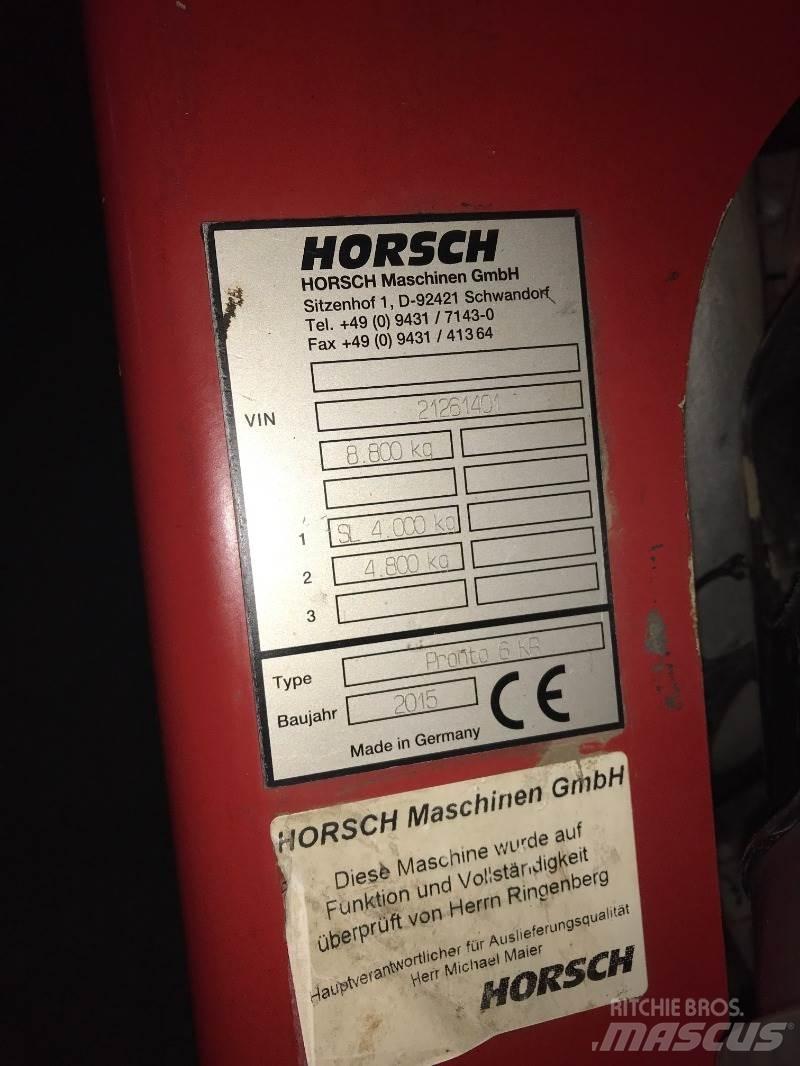 HORSCH
HORSCH Maschinen GmbH
Sitzenhof 1, D-92421 Schwandorf
Tel. +49 (0) 9431 / 7143-0
Fax +49 (0) 9431 / 41364
VIN 21261401
8.800 kg
1 SL 4.000 kg
2 4.800 kg
3
Type Pronto 6 KR
Baujahr 2015 CE
Made in Germany
HORSCH Maschinen GmbH
Diese Maschine wurde auf
Funktion und Vollständigkeit
überprüft von Herrn Ringenberg
Hauptverantwortlicher für Auslieferungsqualität
Herr Michael Maier
HORSCH
RITCHIE BROS.
MASCUS